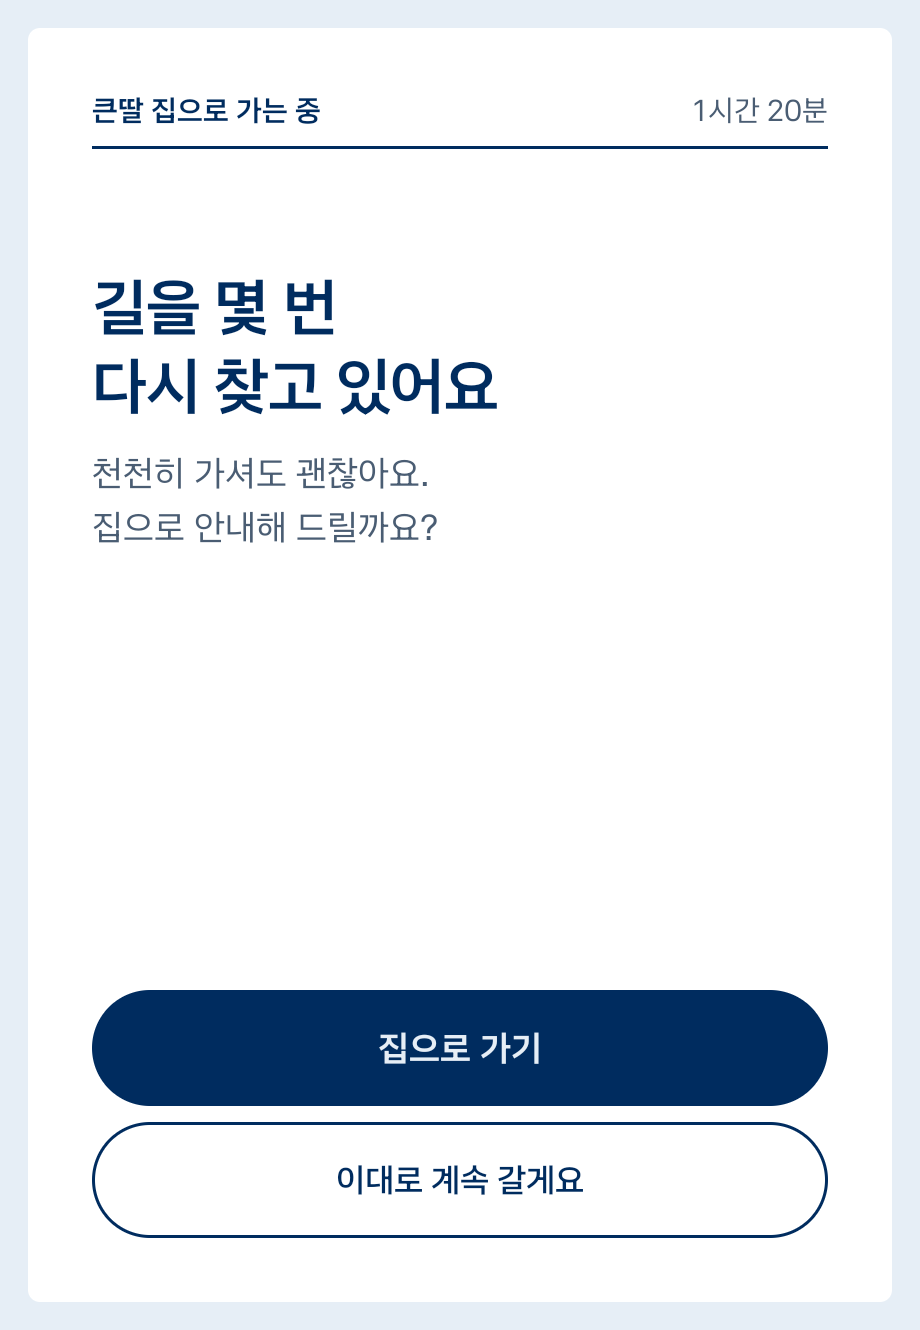 큰딸 집으로 가는 중
1시간 20분
길을 몇 번
다시 찾고 있어요
천천히 가셔도 괜찮아요.
집으로 안내해 드릴까요?
집으로 가기
이대로 계속 갈게요